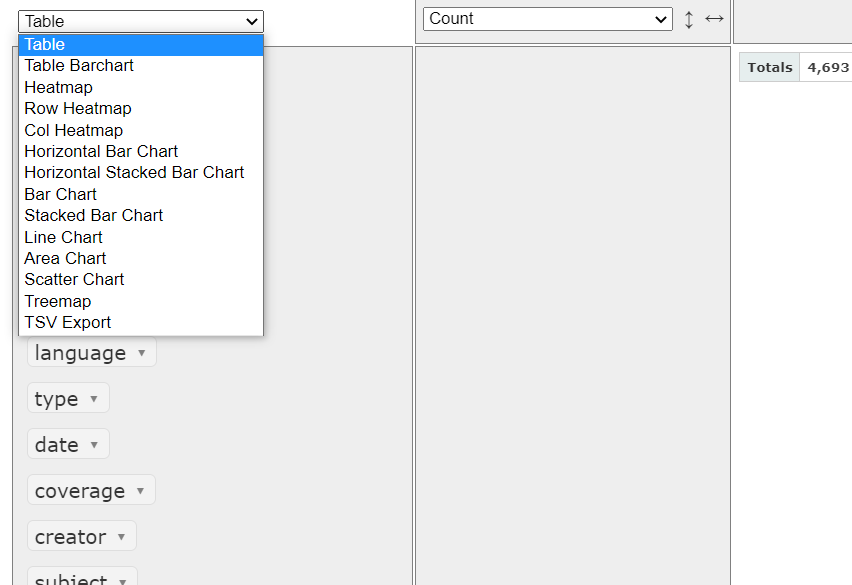 Table
Count
Table
Table Barchart
Heatmap
Row Heatmap
Col Heatmap
Horizontal Bar Chart
Horizontal Stacked Bar Chart
Bar Chart
Stacked Bar Chart
Line Chart
Area Chart
Scatter Chart
Treemap
TSV Export
Totals 4,693
language
type
date
coverage
creator
subject